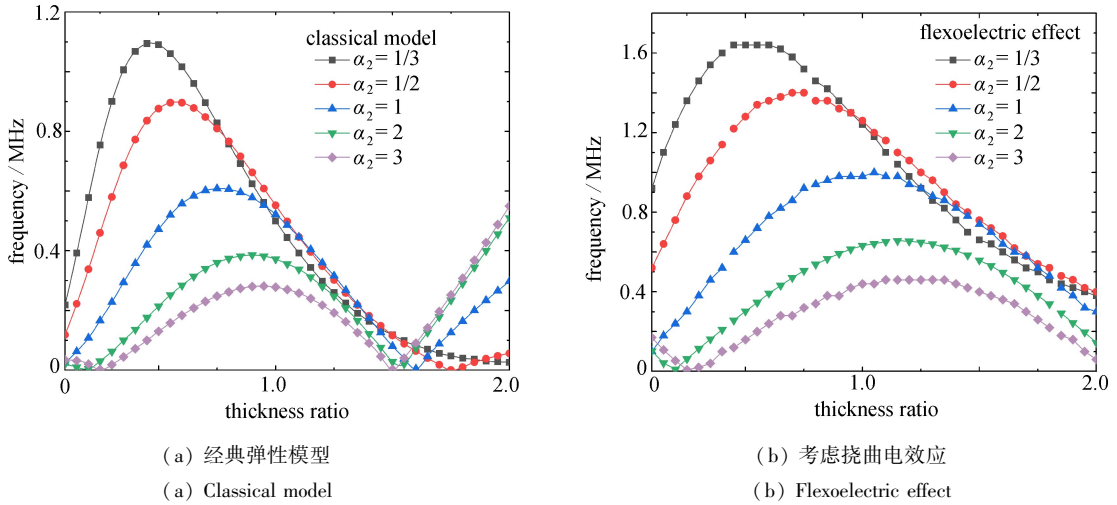 classical model
α₂= 1/3
α₂= 1/2
α₂= 1
α₂= 2
α₂= 3
frequency / MHz
1.2
0.8
0.4
0
0
1.0
2.0
thickness ratio
(a) 经典弹性模型
(a) Classical model
flexoelectric effect
α₂= 1/3
α₂= 1/2
α₂= 1
α₂= 2
α₂= 3
frequency / MHz
1.6
1.2
0.8
0.4
0
0
1.0
2.0
thickness ratio
(b) 考虑挠曲电效应
(b) Flexoelectric effect